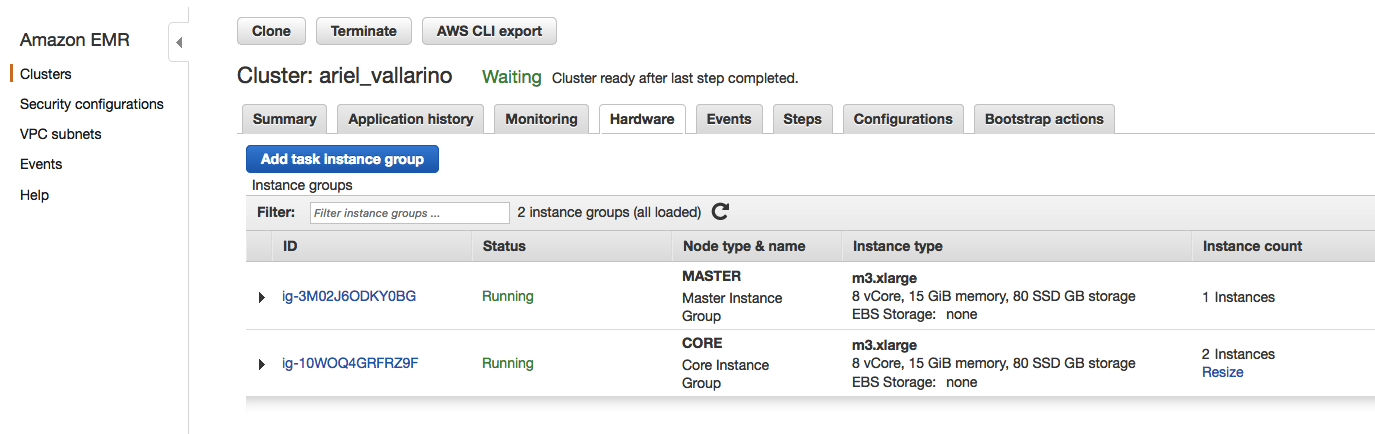 Amazon EMR
Clusters
Security configurations
VPC subnets
Events
Help
Clone Terminate AWS CLI export
Cluster: ariel_vallarino Waiting Cluster ready after last step completed.
Summary Application history Monitoring Hardware Events Steps Configurations Bootstrap actions
Add task instance group
Instance groups
Filter: Filter instance groups ... 2 instance groups (all loaded)
ID Status Node type & name Instance type Instance count
ig-3M02J6ODKY0BG Running MASTER m3.xlarge 1 Instances
Master Instance 8 vCore, 15 GiB memory, 80 SSD GB storage
Group EBS Storage: none
ig-10WOQ4GRFRZ9F Running CORE m3.xlarge 2 Instances
Core Instance 8 vCore, 15 GiB memory, 80 SSD GB storage Resize
Group EBS Storage: none